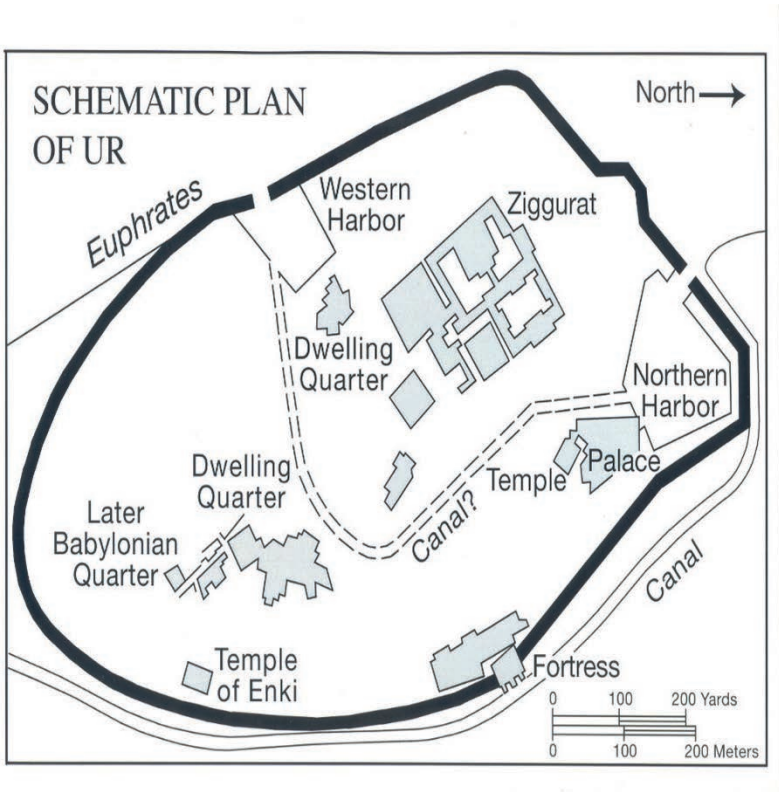 SCHEMATIC PLAN
OF UR
North
Euphrates
Western
Harbor
Ziggurat
Dwelling
Quarter
Northern
Harbor
Dwelling
Quarter
Temple
Palace
Later
Babylonian
Quarter
Canal?
Canal
Temple
of Enki
Fortress
0 100 200 Yards
0 100 200 Meters